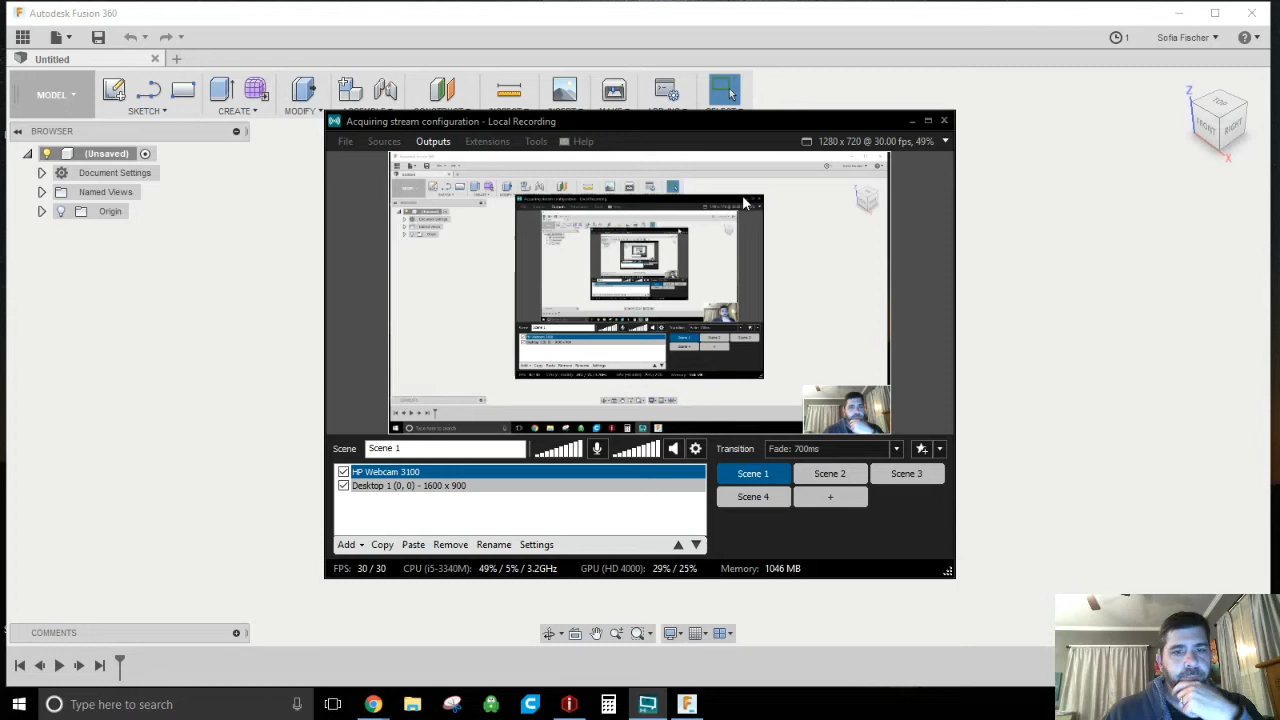 Autodesk Fusion 360
1
Sofia Fischer
Untitled
MODEL
SKETCH
CREATE
MODIFY
TOP
FRONT
RIGHT
Z
X
BROWSER
(Unsaved)
Document Settings
Named Views
Origin
Acquiring stream configuration - Local Recording
File Sources Outputs Extensions Tools Help
1280 x 720 @ 30.00 fps, 49%
Scene
Scene 1
Transition
Fade: 700ms
HP Webcam 3100
Desktop 1 (0, 0) - 1600 x 900
Scene 1 Scene 2 Scene 3
Scene 4 +
Add Copy Paste Remove Rename Settings
FPS: 30 / 30 CPU (i5-3340M): 49% / 5% / 3.2GHz GPU (HD 4000): 29% / 25% Memory: 1046 MB
COMMENTS
Type here to search